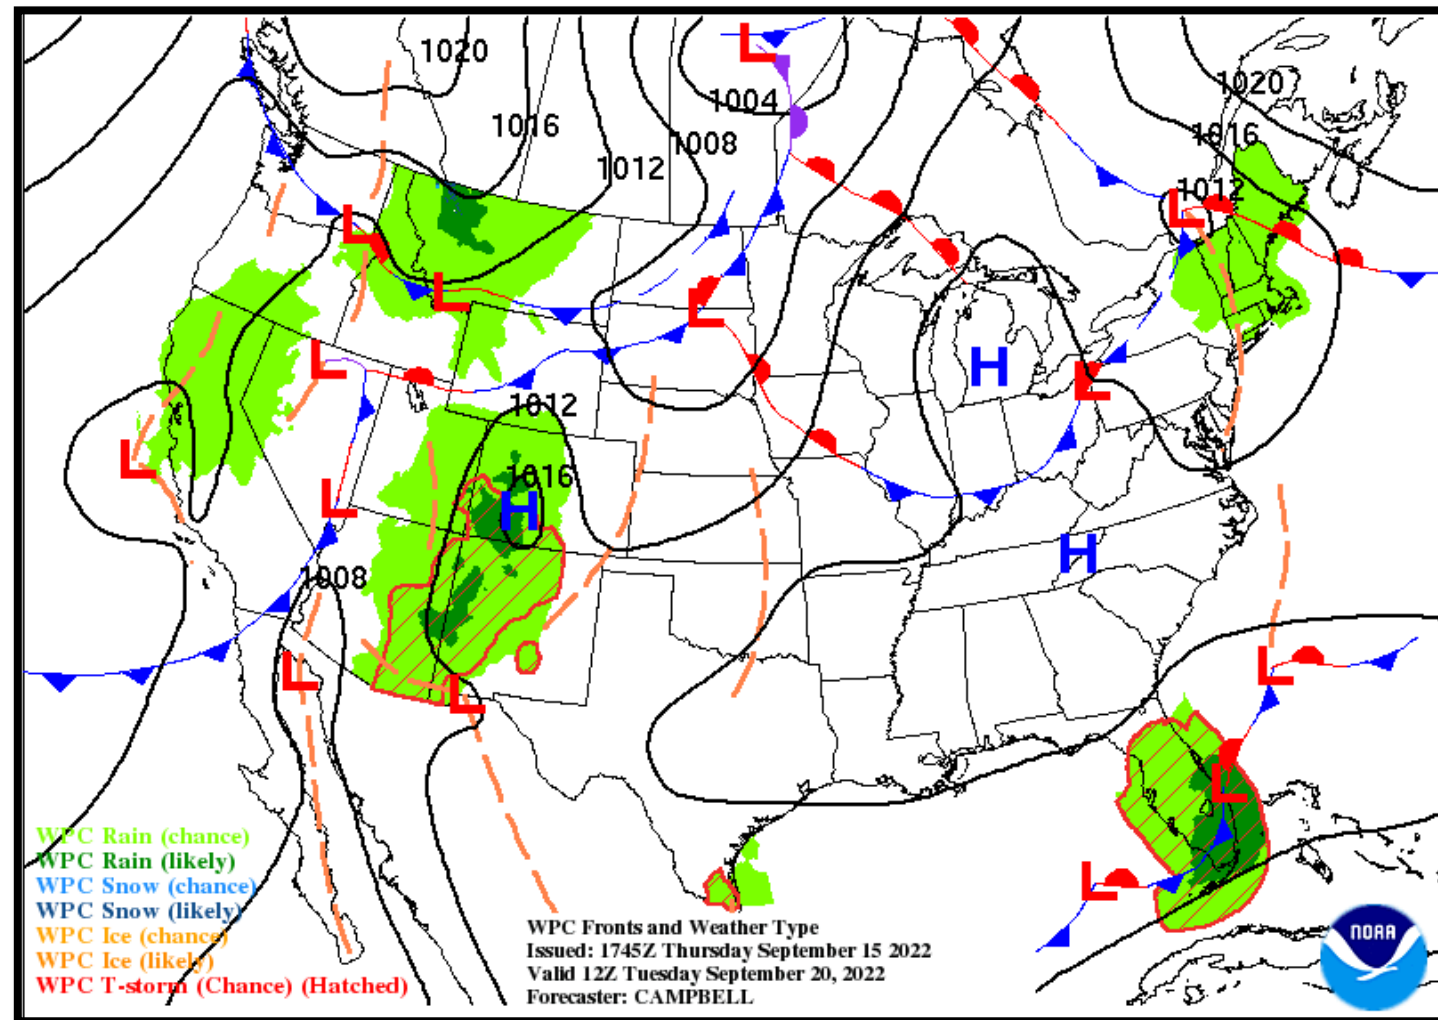 1020
1004
1016
1008
1012
1020
1016
1012
L
L
L
L
L
L
H
L
L
1012
1016
L
L
H
H
1008
L
L
L
L
L
WPC Rain (chance)
WPC Rain (likely)
WPC Snow (chance)
WPC Snow (likely)
WPC Ice (chance)
WPC Ice (likely)
WPC T-storm (Chance) (Hatched)
WPC Fronts and Weather Type
Issued: 1745Z Thursday September 15 2022
Valid 12Z Tuesday September 20, 2022
Forecaster: CAMPBELL
NOAA